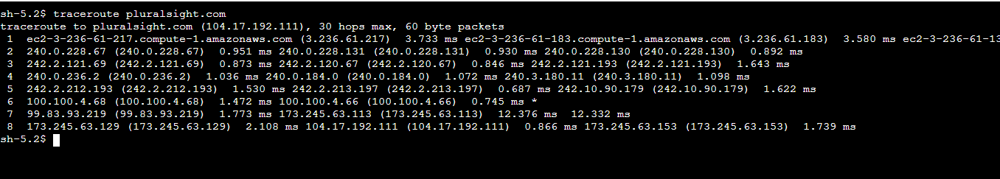 sh-5.2$ traceroute pluralsight.com
traceroute to pluralsight.com (104.17.192.111), 30 hops max, 60 byte packets
1 ec2-3-236-61-217.compute-1.amazonaws.com (3.236.61.217) 3.733 ms ec2-3-236-61-183.compute-1.amazonaws.com (3.236.61.183) 3.580 ms ec2-3-236-61-13
2 240.0.228.67 (240.0.228.67) 0.951 ms 240.0.228.131 (240.0.228.131) 0.930 ms 240.0.228.130 (240.0.228.130) 0.892 ms
3 242.2.121.69 (242.2.121.69) 0.873 ms 242.2.120.67 (242.2.120.67) 0.846 ms 242.2.121.193 (242.2.121.193) 1.643 ms
4 240.0.236.2 (240.0.236.2) 1.036 ms 240.0.184.0 (240.0.184.0) 1.072 ms 240.3.180.11 (240.3.180.11) 1.098 ms
5 242.2.212.193 (242.2.212.193) 1.530 ms 242.2.213.197 (242.2.213.197) 0.687 ms 242.10.90.179 (242.10.90.179) 1.622 ms
6 100.100.4.68 (100.100.4.68) 1.472 ms 100.100.4.66 (100.100.4.66) 0.745 ms *
7 99.83.93.219 (99.83.93.219) 1.773 ms 173.245.63.113 (173.245.63.113) 12.376 ms 12.332 ms
8 173.245.63.129 (173.245.63.129) 2.108 ms 104.17.192.111 (104.17.192.111) 0.866 ms 173.245.63.153 (173.245.63.153) 1.739 ms
sh-5.2$